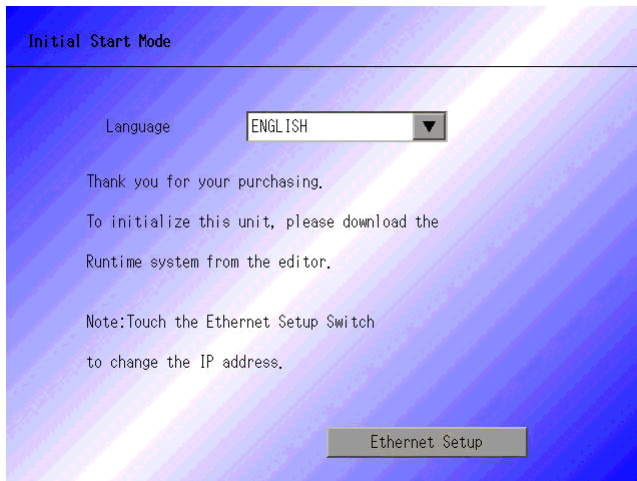 Initial Start Mode
Language ENGLISH ▼
Thank you for your purchasing.
To initialize this unit, please download the
Runtime system from the editor.
Note:Touch the Ethernet Setup Switch
to change the IP address.
Ethernet Setup